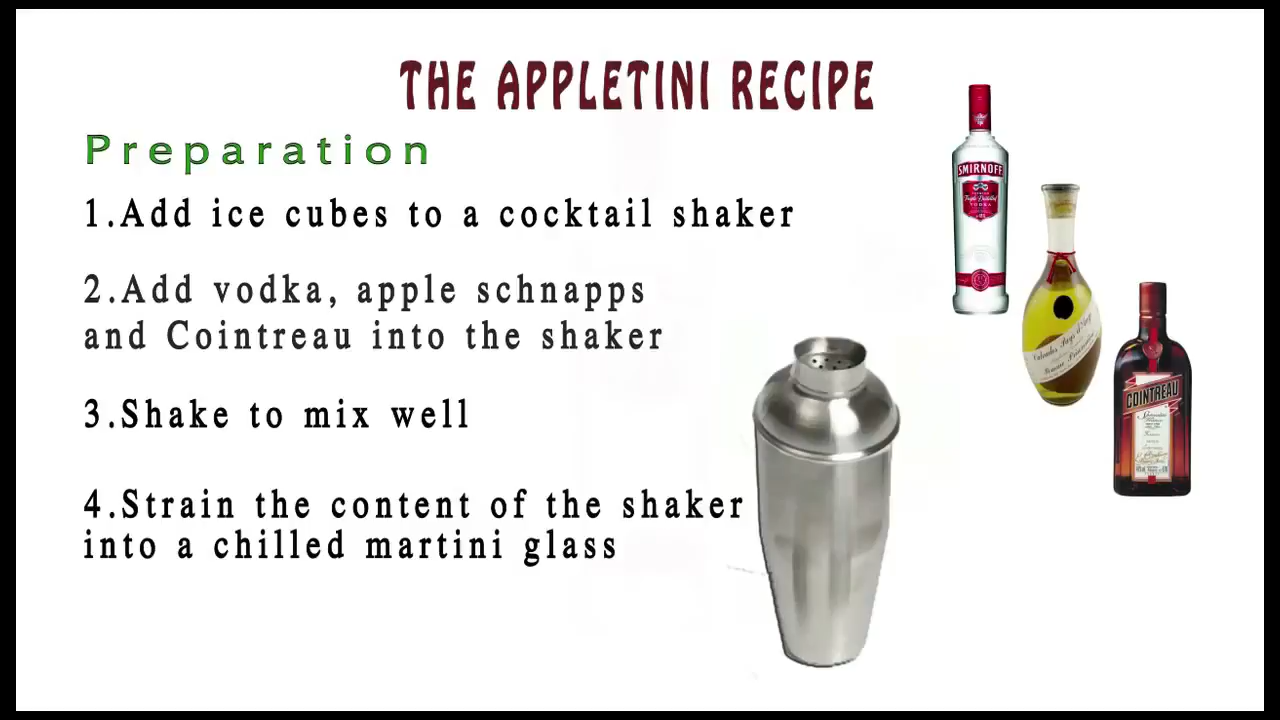 THE APPLETINI RECIPE
Preparation
1.Add ice cubes to a cocktail shaker
2.Add vodka, apple schnapps
and Cointreau into the shaker
3.Shake to mix well
4.Strain the content of the shaker
into a chilled martini glass
SMIRNOFF
VODKA
COINTREAU